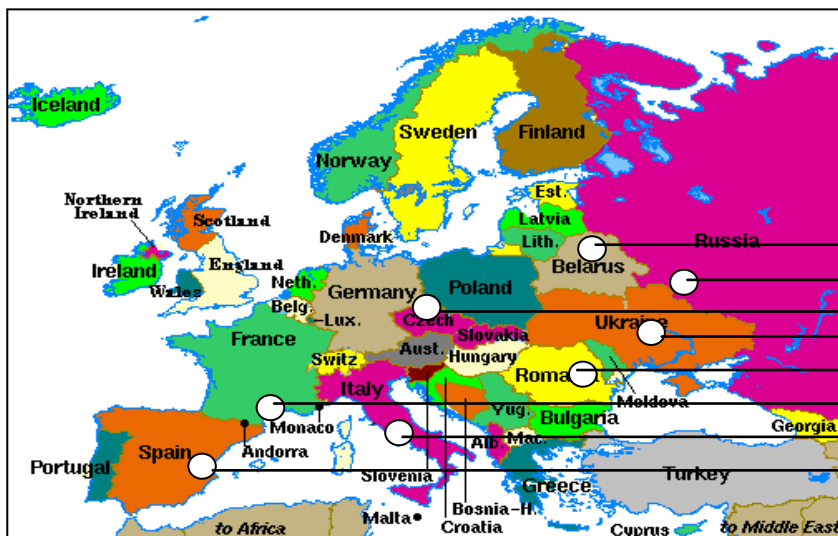 Iceland
Sweden
Finland
Norway
Northern
Ireland
Scotland
Est.
Latvia
Lith.
Denmark
Russia
Ireland
England
Wales
Belarus
Neth.
Germany
Poland
Belg.
-Lux.
Czech
Ukraine
Slovakia
France
Aust.
Hungary
Switz
Romania
Italy
Moldova
Yug.
Bulgaria
Monaco
Georgia
Andorra
Alb.
Mac.
Spain
Portugal
Slovenia
Greece
Turkey
Bosnia-H.
Malta
Croatia
to Africa
Cyprus
to Middle East